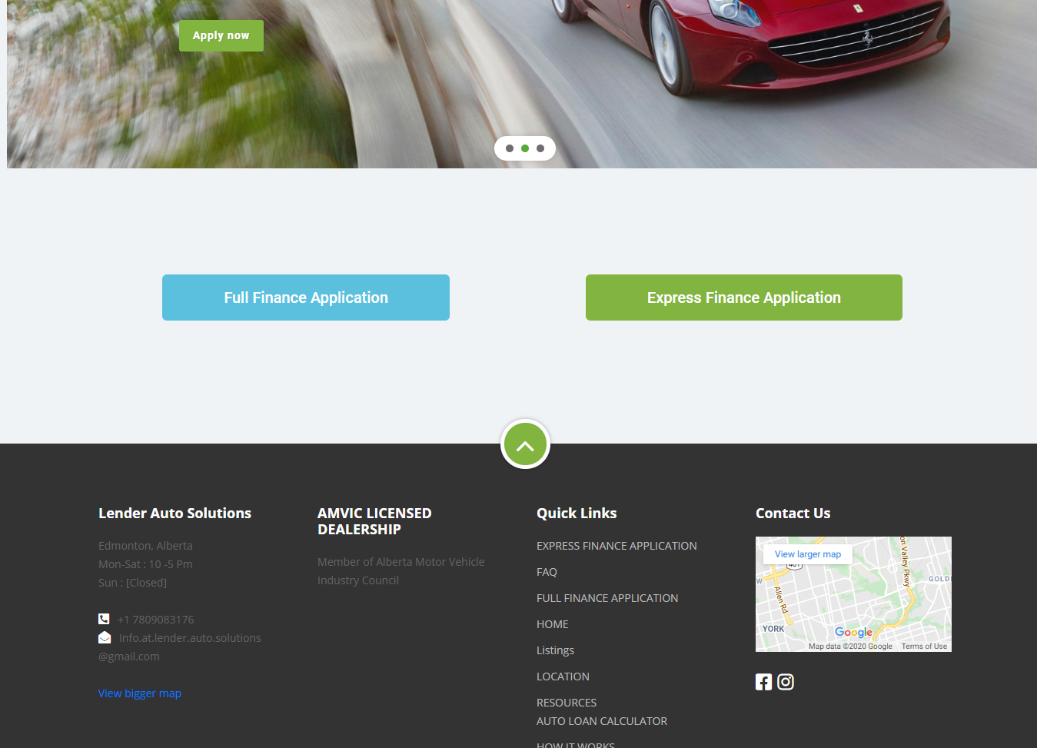 Apply now
Full Finance Application
Express Finance Application
Lender Auto Solutions
Edmonton, Alberta
Mon-Sat : 10 -5 Pm
Sun : [Closed]
+1 7809083176
Info.at.lender.auto.solutions
@gmail.com
View bigger map
AMVIC LICENSED
DEALERSHIP
Member of Alberta Motor Vehicle
Industry Council
Quick Links
EXPRESS FINANCE APPLICATION
FAQ
FULL FINANCE APPLICATION
HOME
Listings
LOCATION
RESOURCES
AUTO LOAN CALCULATOR
HOW IT WORKS
Contact Us
View larger map
401
on Valley Pkwy
GOLD
Allen Rd
YORK
Google
Map data ©2020 Google Terms of Use